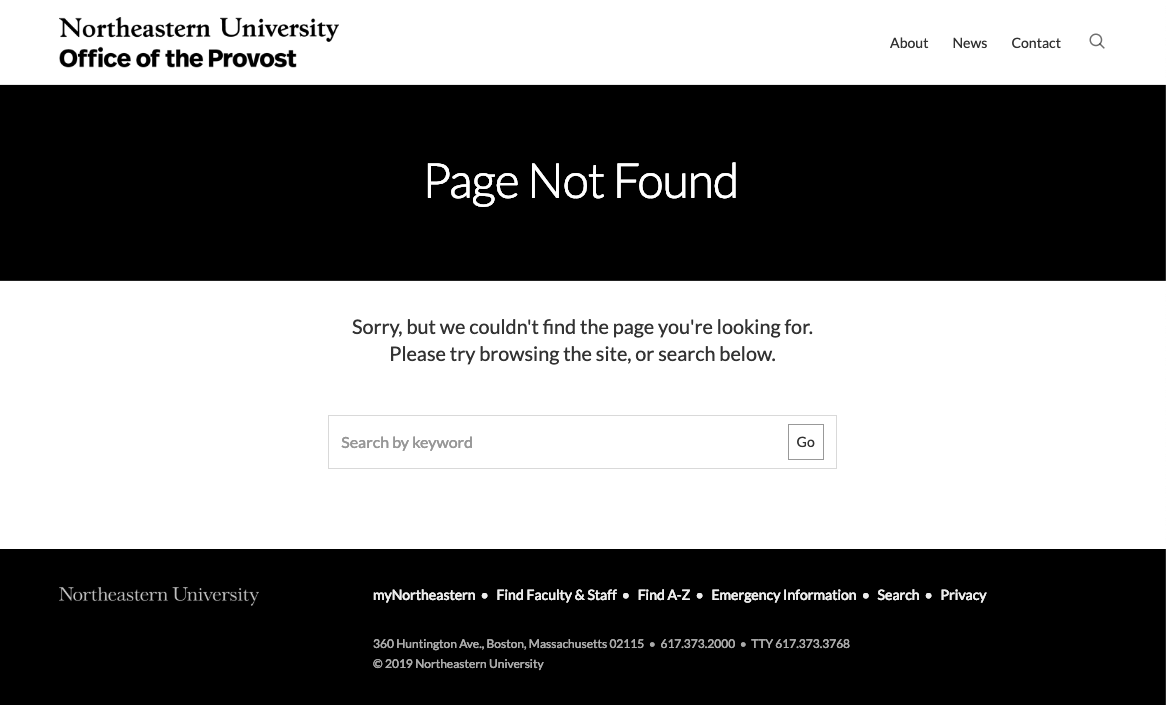 Northeastern University
Office of the Provost
About News Contact
Page Not Found
Sorry, but we couldn't find the page you're looking for.
Please try browsing the site, or search below.
Search by keyword Go
Northeastern University
myNortheastern • Find Faculty & Staff • Find A-Z • Emergency Information • Search • Privacy
360 Huntington Ave., Boston, Massachusetts 02115 • 617.373.2000 • TTY 617.373.3768
© 2019 Northeastern University